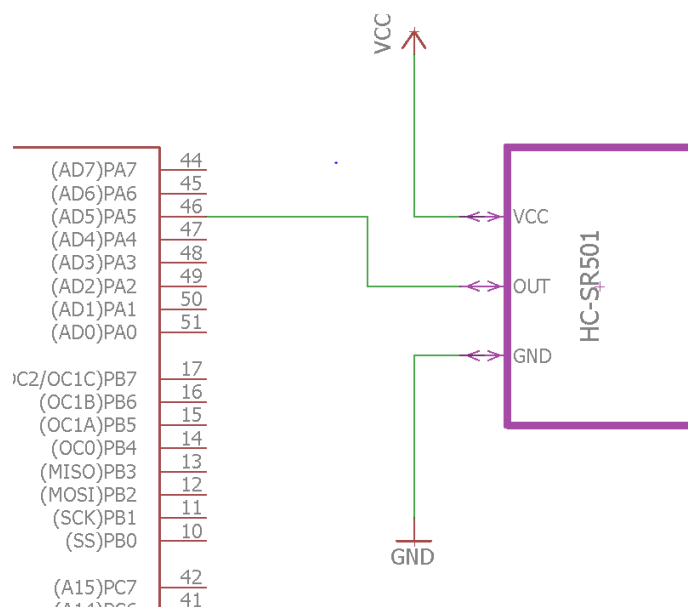 VCC
44
(AD7)PA7
45
(AD6)PA6
46
(AD5)PA5
47
(AD4)PA4
48
(AD3)PA3
49
(AD2)PA2
50
(AD1)PA1
51
(AD0)PA0
VCC
OUT
GND
HC-SR501
17
OC2/OC1C)PB7
16
(OC1B)PB6
15
(OC1A)PB5
14
(OC0)PB4
13
(MISO)PB3
12
(MOSI)PB2
11
(SCK)PB1
10
(SS)PB0
GND
42
(A15)PC7
41
(A14)PC6